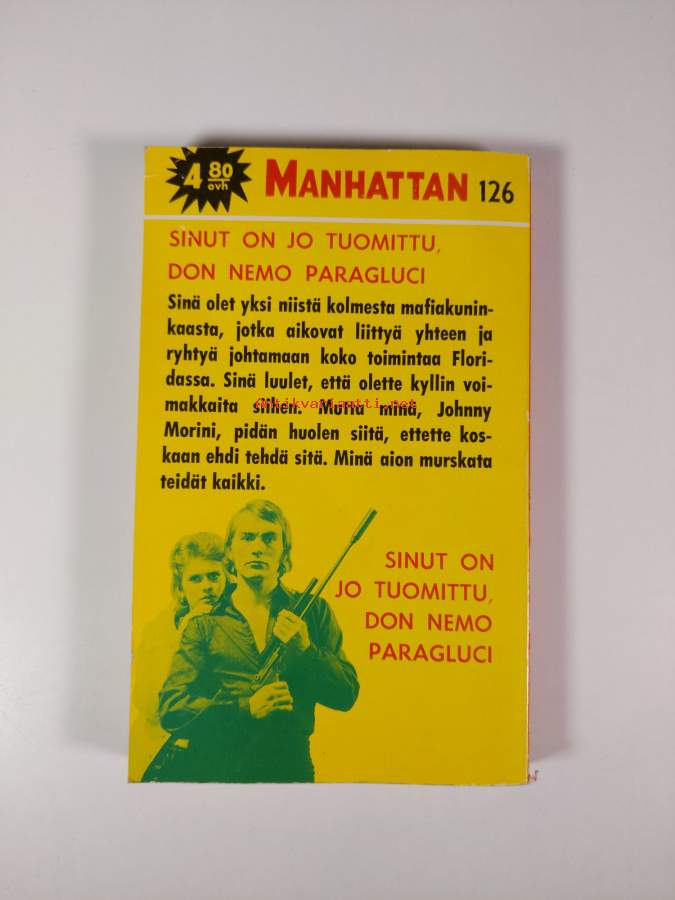 4 80
ovh
MANHATTAN 126
SINUT ON JO TUOMITTU,
DON NEMO PARAGLUCI
Sinä olet yksi niistä kolmesta mafiakunin-
kaasta, jotka aikovat liittyä yhteen ja
ryhtyä johtamaan koko toimintaa Flori-
dassa. Sinä luulet, että olette kyllin voi-
makkaita siihen. Mutta minä, Johnny
antikvariaatti.net
Morini, pidän huolen siitä, ettette kos-
kaan ehdi tehdä sitä. Minä aion murskata
teidät kaikki.
SINUT ON
JO TUOMITTU,
DON NEMO
PARAGLUCI